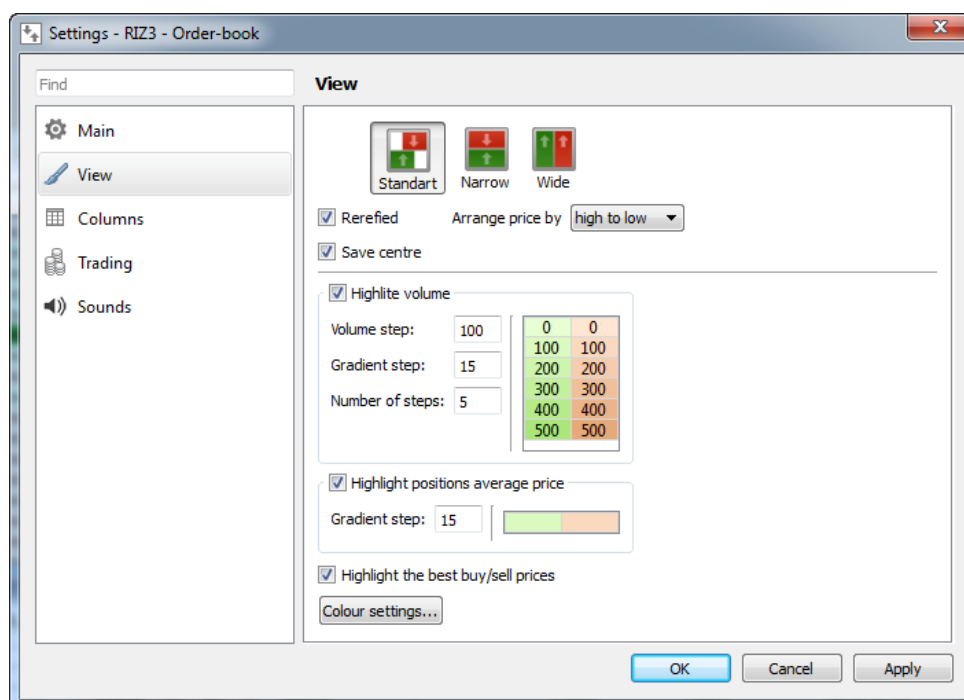 Settings - RIZ3 - Order-book
Find
Main
View
Columns
Trading
Sounds
View
Standart Narrow Wide
Rerefied Arrange price by high to low
Save centre
Highlite volume
Volume step: 100
Gradient step: 15
Number of steps: 5
0 0
100 100
200 200
300 300
400 400
500 500
Highlight positions average price
Gradient step: 15
Highlight the best buy/sell prices
Colour settings...
OK Cancel Apply